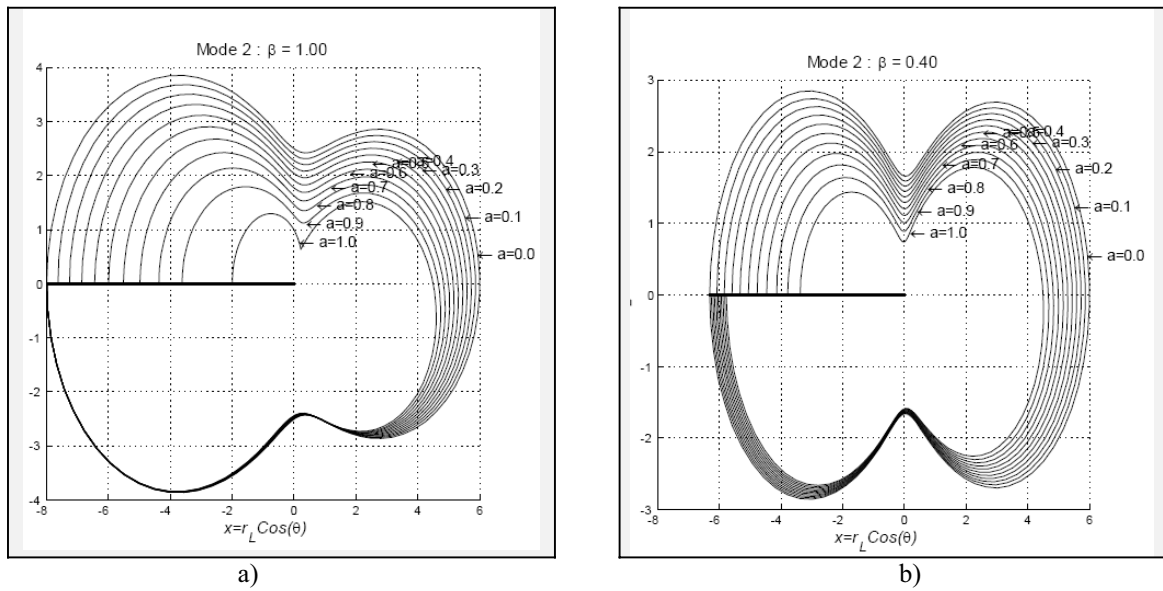 Mode 2 : β = 1.00
4
3
2
1
0
-1
-2
-3
-4
← a=0.5
← a=0.4
← a=0.3
← a=0.6
← a=0.2
← a=0.7
← a=0.8
← a=0.1
← a=0.9
← a=1.0
← a=0.0
-8 -6 -4 -2 0 2 4 6
x=r_L Cos(θ)
a)
Mode 2 : β = 0.40
3
2
1
0
-1
-2
-3
← a=0.5
← a=0.4
← a=0.3
← a=0.6
← a=0.7
← a=0.2
← a=0.8
← a=0.1
← a=0.9
← a=1.0
← a=0.0
-8 -6 -4 -2 0 2 4 6
x=r_L Cos(θ)
b)